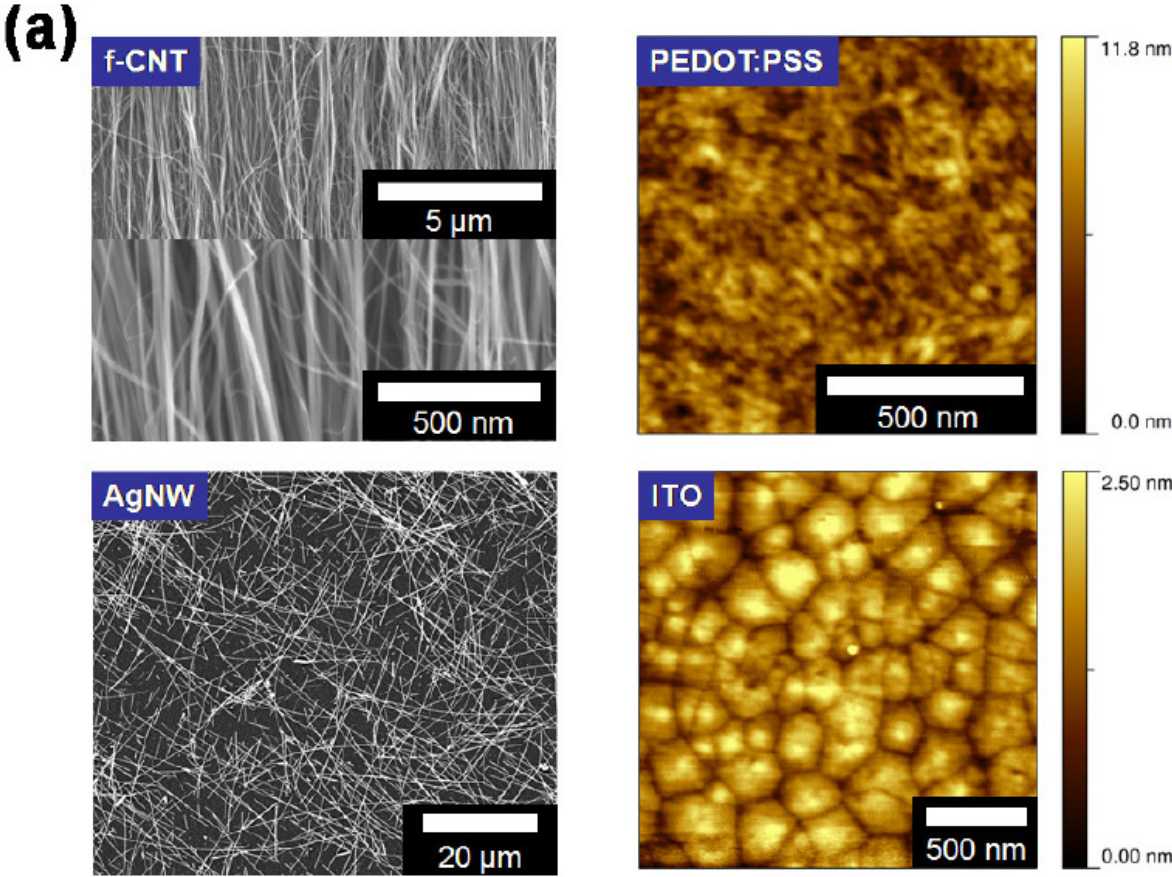 (a)
f-CNT
5 µm
500 nm
PEDOT:PSS
500 nm
11.8 nm
0.0 nm
AgNW
20 µm
ITO
500 nm
2.50 nm
0.00 nm